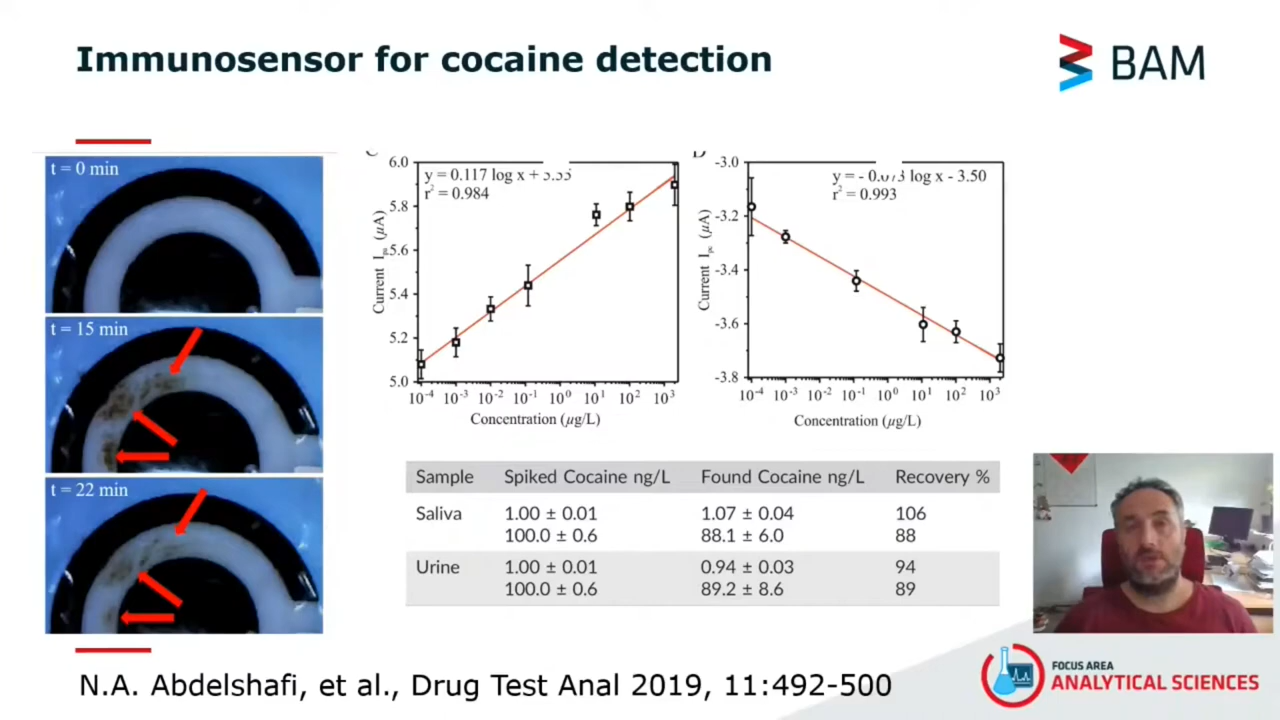 Immunosensor for cocaine detection
BAM
t = 0 min
t = 15 min
t = 22 min
y = 0.117 log x +
r² = 0.984
6.0
5.8
5.6
5.4
5.2
5.0
Current I (µA)
10⁻⁴ 10⁻³ 10⁻² 10⁻¹ 10¹ 10² 10³
Concentration (µg/L)
y = - 0.073 log x - 3.50
r² = 0.993
-3.0
-3.2
-3.4
-3.6
-3.8
Current Ipc (µA)
10⁻⁴ 10⁻³ 10⁻² 10⁻¹ 10¹ 10² 10³
Concentration (µg/L)
Sample Spiked Cocaine ng/L Found Cocaine ng/L Recovery %
Saliva 1.00 ± 0.01 1.07 ± 0.04 106
100.0 ± 0.6 88.1 ± 6.0 88
Urine 1.00 ± 0.01 0.94 ± 0.03 94
100.0 ± 0.6 89.2 ± 8.6 89
N.A. Abdelshafi, et al., Drug Test Anal 2019, 11:492-500
FOCUS AREA
ANALYTICAL SCIENCES